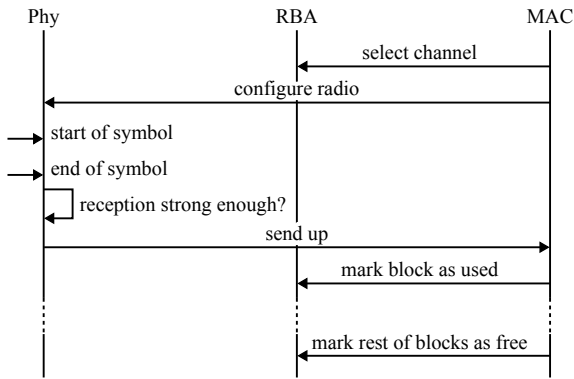 Phy RBA MAC
select channel
configure radio
start of symbol
end of symbol
reception strong enough?
send up
mark block as used
mark rest of blocks as free